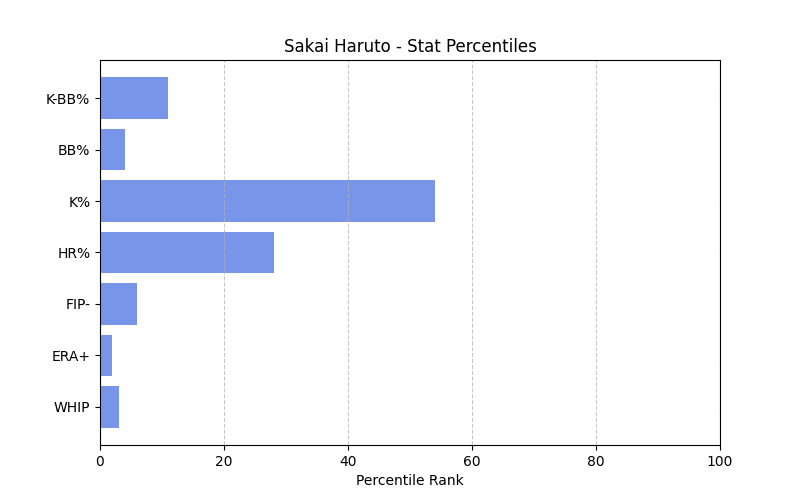 Sakai Haruto - Stat Percentiles
K-BB%
BB%
K%
HR%
FIP-
ERA+
WHIP
0 20 40 60 80 100
Percentile Rank